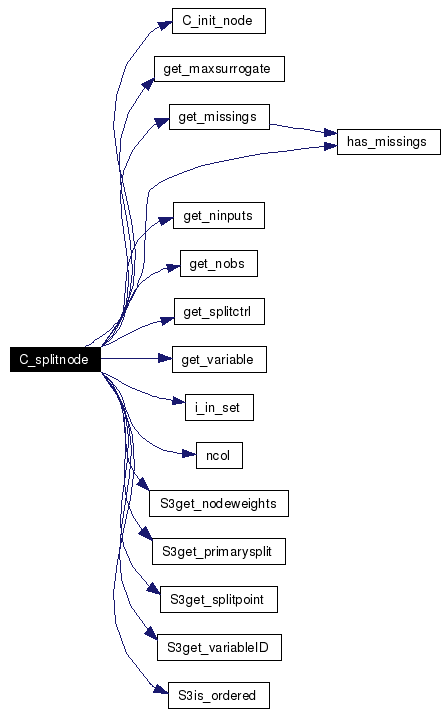 C_init_node
get_maxsurrogate
get_missings
has_missings
get_ninputs
get_nobs
get_splitctrl
C_splitnode
get_variable
i_in_set
ncol
S3get_nodeweights
S3get_primarysplit
S3get_splitpoint
S3get_variableID
S3is_ordered